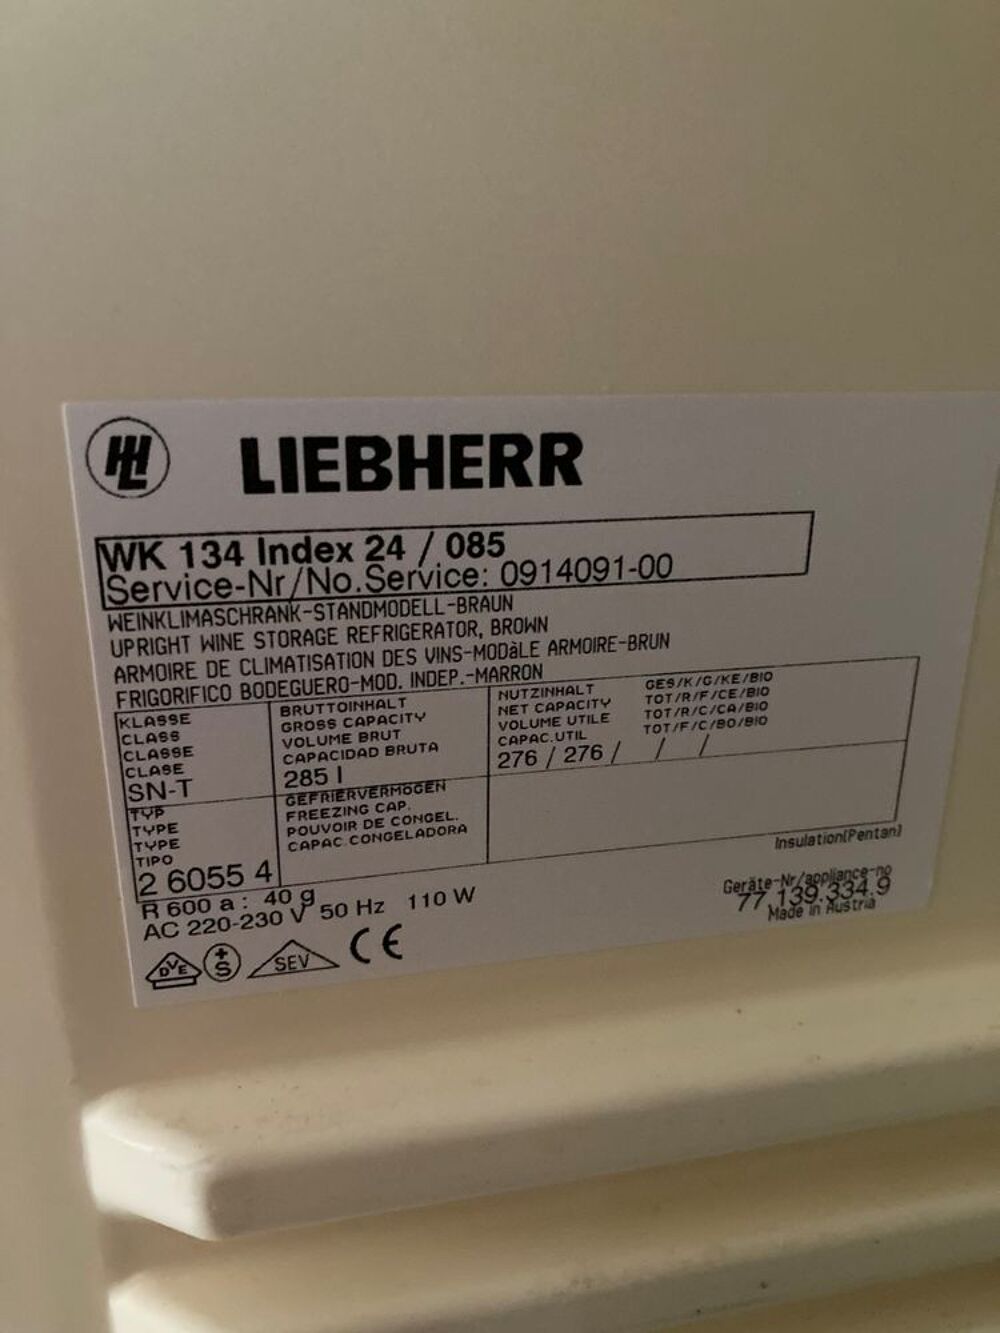 LIEBHERR
WK 134 Index 24 / 085
Service-Nr/No.Service: 0914091-00
WEINKLIMASCHRANK-STANDMODELL-BRAUN
UPRIGHT WINE STORAGE REFRIGERATOR, BROWN
ARMOIRE DE CLIMATISATION DES VINS-MODàLE ARMOIRE-BRUN
FRIGORIFICO BODEGUERO-MOD. INDEP.-MARRON
KLASSE
CLASS
CLASSE
CLASE
SN-T
BRUTTOINHALT
GROSS CAPACITY
VOLUME BRUT
CAPACIDAD BRUTA
285 l
NUTZINHALT
NET CAPACITY
VOLUME UTILE
CAPAC.UTIL
GES/K/G/KE/BIO
TOT/R/F/CE/BIO
TOT/R/C/CA/BIO
TOT/F/C/BO/BIO
276 / 276 / / /
TYP
TYPE
TYPE
TIPO
2 6055 4
GEFRIERVERMÖGEN
FREEZING CAP.
POUVOIR DE CONGEL.
CAPAC.CONGELADORA
Insulation(Pentan)
R 600 a: 40 g
AC 220-230 V 50 Hz 110 W
Geräte-Nr/appliance-no
77.139.334.9
Made in Austria
DVE
+S
SEV
CE